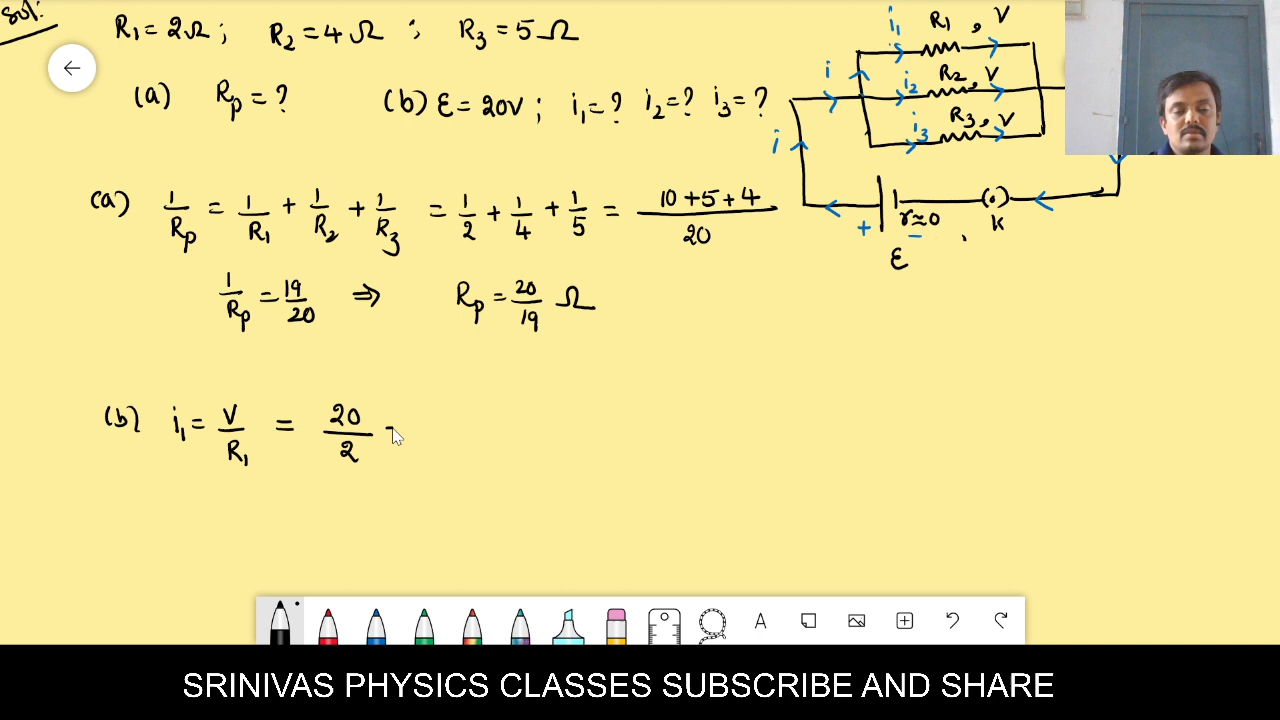 Sol:
R₁ = 2Ω ; R₂ = 4Ω ; R₃ = 5Ω
(a) Rₚ = ? (b) ε = 20V ; i₁ = ? i₂ = ? i₃ = ?
i₁ R₁, V
i i₂ R₂, V
i i₃ R₃, V
+ r≈0 − K
ε
(a) 1/Rₚ = 1/R₁ + 1/R₂ + 1/R₃ = 1/2 + 1/4 + 1/5 = 10+5+4/20
1/Rₚ = 19/20 ⇒ Rₚ = 20/19 Ω
(b) i₁ = V/R₁ = 20/2 -
A
SRINIVAS PHYSICS CLASSES SUBSCRIBE AND SHARE